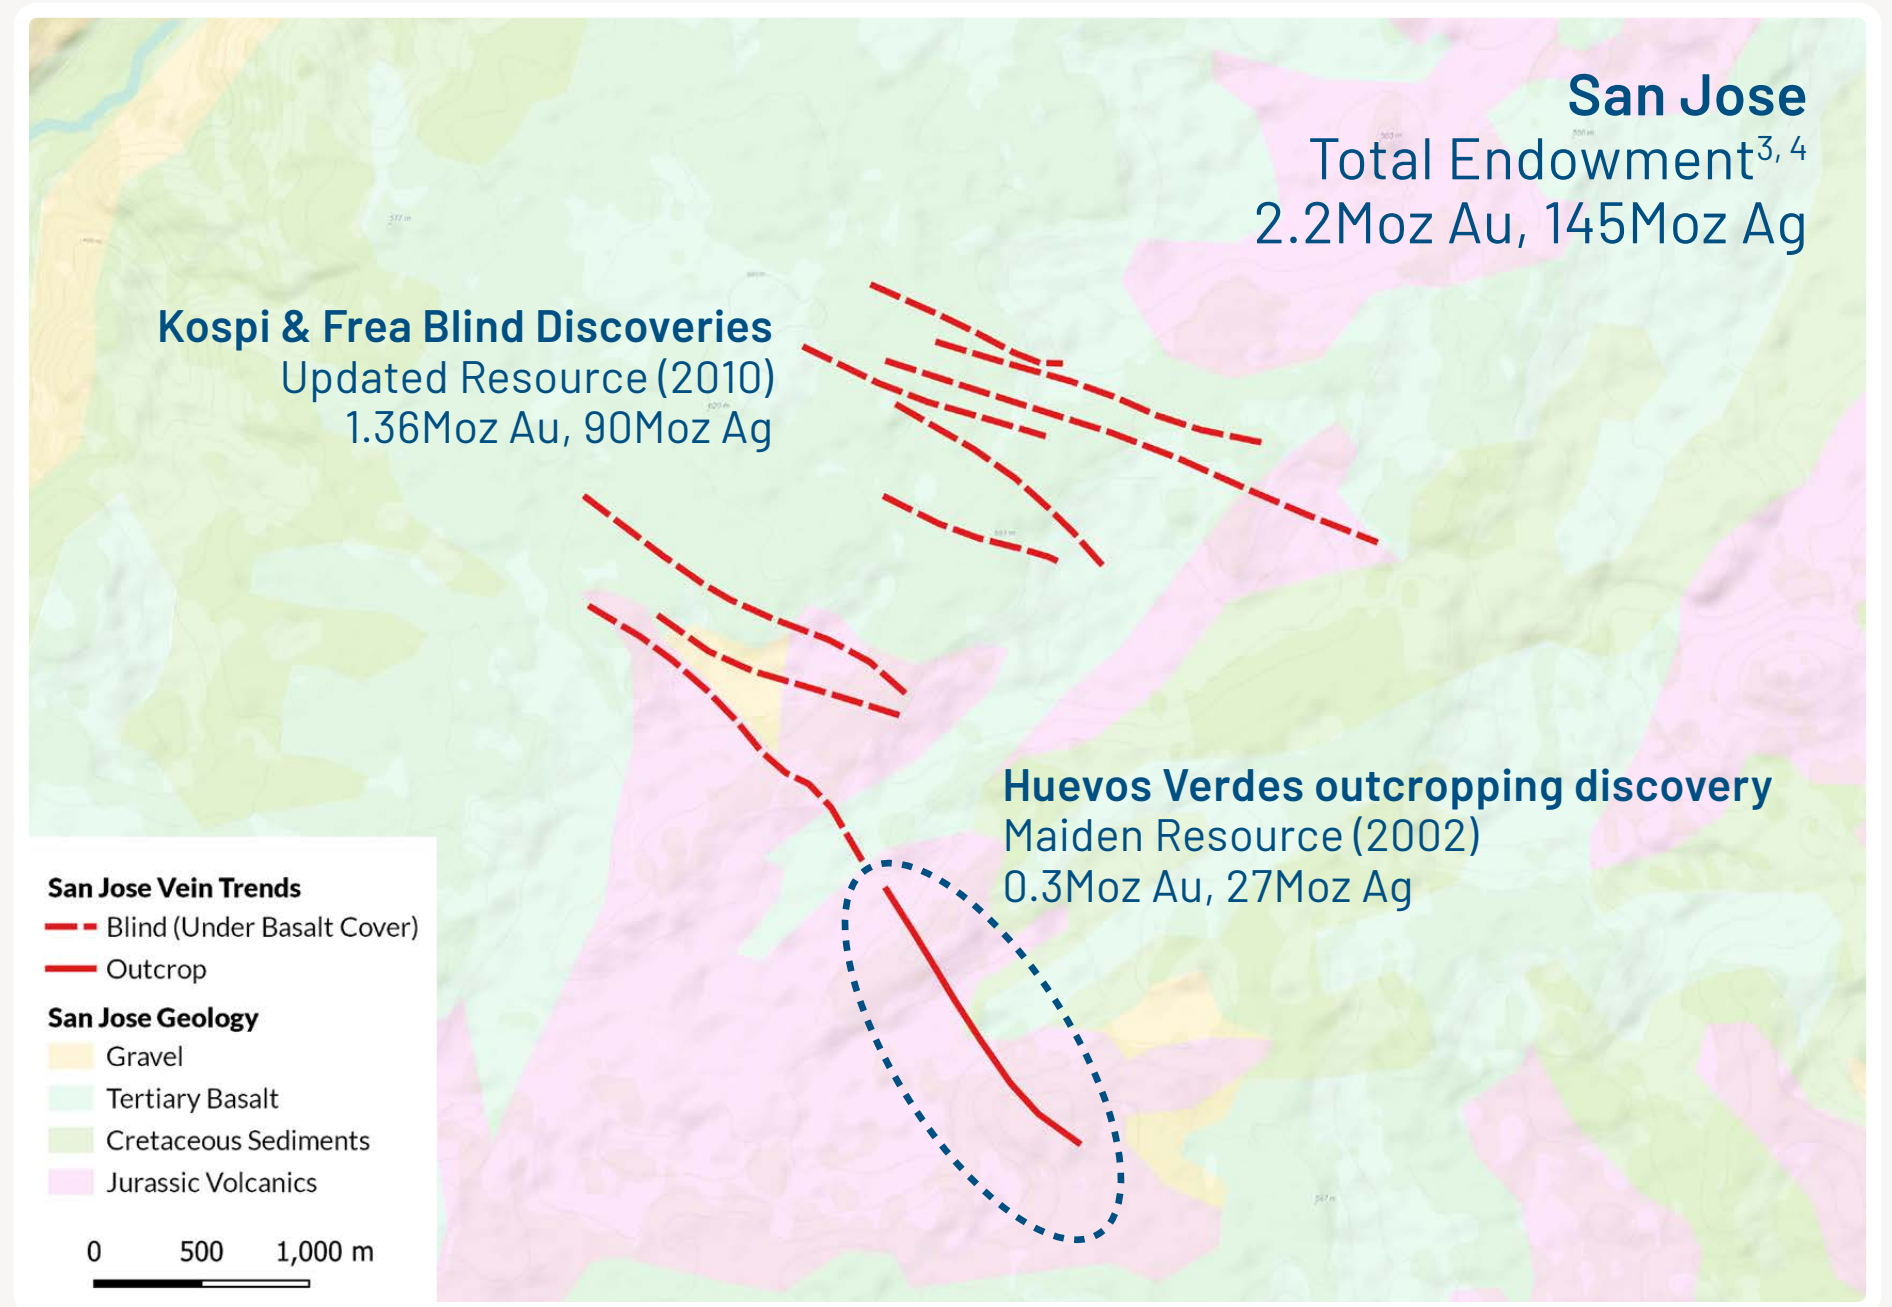 San Jose
Total Endowment3, 4
2.2Moz Au, 145Moz Ag
Kospi & Frea Blind Discoveries
Updated Resource (2010)
1.36Moz Au, 90Moz Ag
Huevos Verdes outcropping discovery
Maiden Resource (2002)
0.3Moz Au, 27Moz Ag
San Jose Vein Trends
Blind (Under Basalt Cover)
Outcrop
San Jose Geology
Gravel
Tertiary Basalt
Cretaceous Sediments
Jurassic Volcanics
0 500 1,000 m